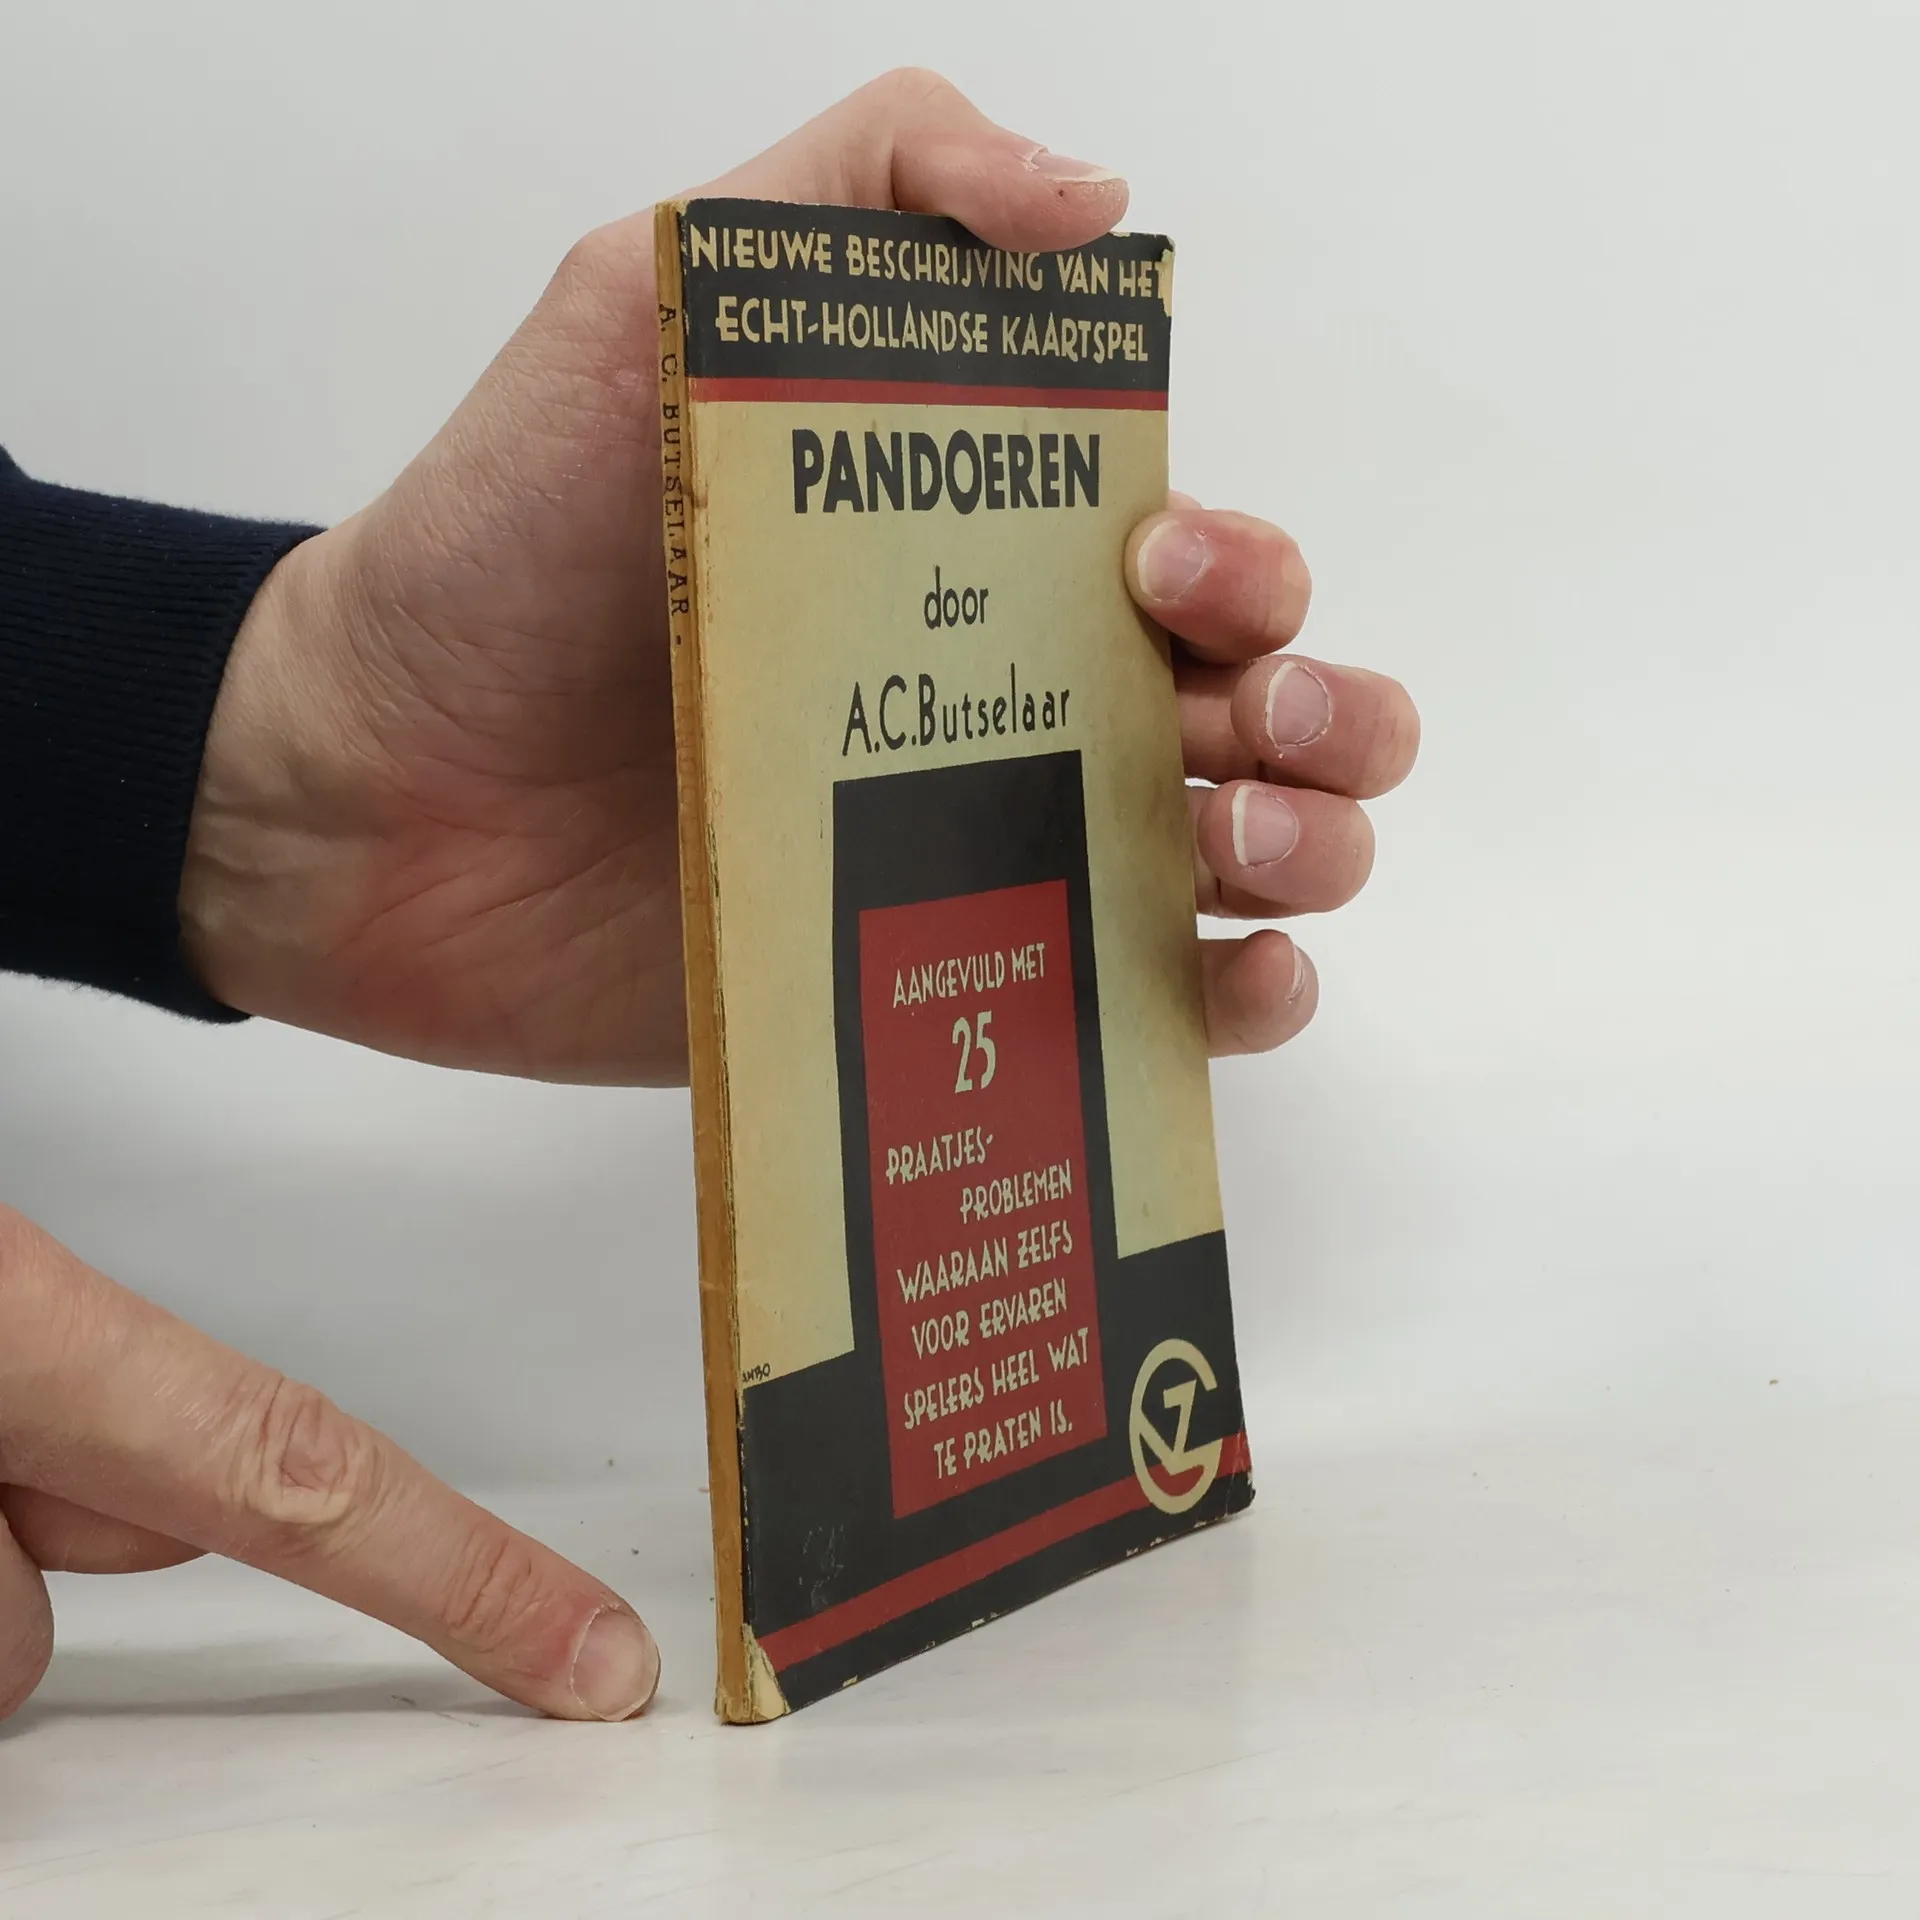 NIEUWE BESCHRIJVING VAN HET
ECHT-HOLLANDSE KAARTSPEL
PANDOEREN
door
A.C.Butselaar
AANGEVULD MET
25
PRAATJES-
PROBLEMEN
WAARAAN ZELFS
VOOR ERVAREN
SPELERS HEEL WAT
TE PRATEN IS.
A. C. BUTSELAAR -